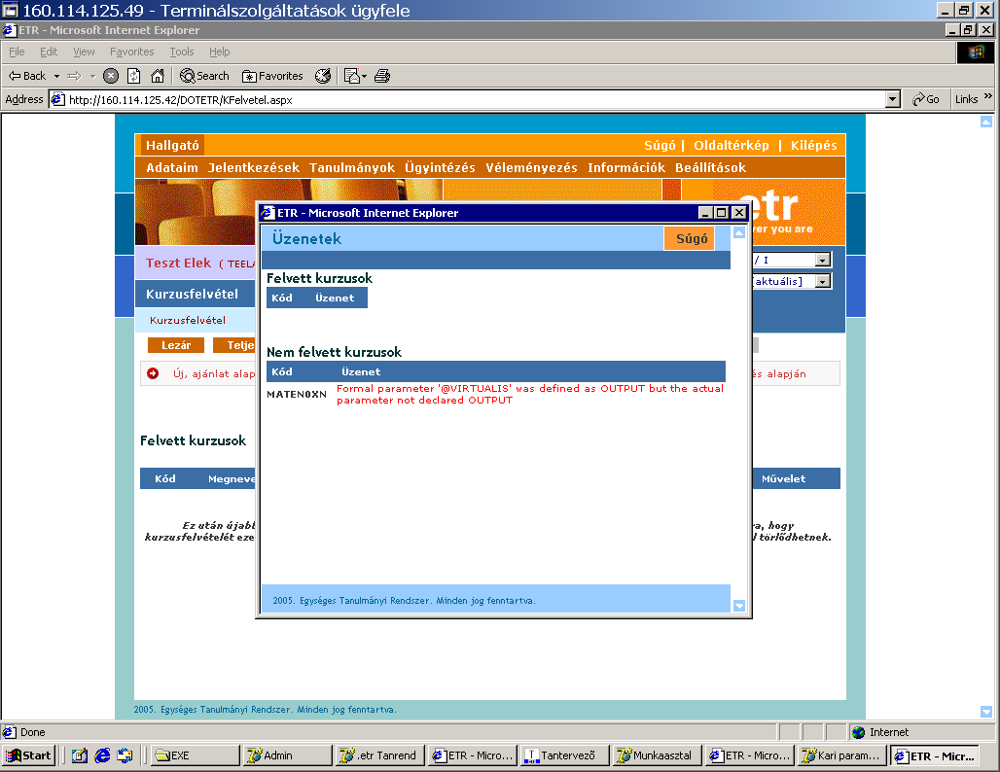 160.114.125.49 - Terminálszolgáltatások ügyfele
ETR - Microsoft Internet Explorer
File Edit View Favorites Tools Help
Back Search Favorites
Address http://160.114.125.42/DOTETR/KFelvetel.aspx Go Links »
Hallgató Súgó | Oldaltérkép | Kilépés
Adataim Jelentkezések Tanulmányok Ügyintézés Véleményezés Információk Beállítások
etr
ver you are
Teszt Elek ( TEELA
/ I
[aktuális]
Kurzusfelvétel
Kurzusfelvétel
Lezár Telje
Új, ajánlat alap
és alapján
Felvett kurzusok
Kód Megneve Művelet
Ez után újabb
ra, hogy
kurzusfelvételét eze
törlődhetnek.
ETR - Microsoft Internet Explorer
Üzenetek Súgó
Felvett kurzusok
Kód Üzenet
Nem felvett kurzusok
Kód Üzenet
MATEN0XN Formal parameter '@VIRTUALIS' was defined as OUTPUT but the actual
parameter not declared OUTPUT
2005. Egységes Tanulmányi Rendszer. Minden jog fenntartva.
2005. Egységes Tanulmányi Rendszer. Minden jog fenntartva.
Done Internet
Start EXE Admin .etr Tanrend ETR - Micro... Tantervező Munkaasztal ETR - Micro... Kari param... ETR - Micr...